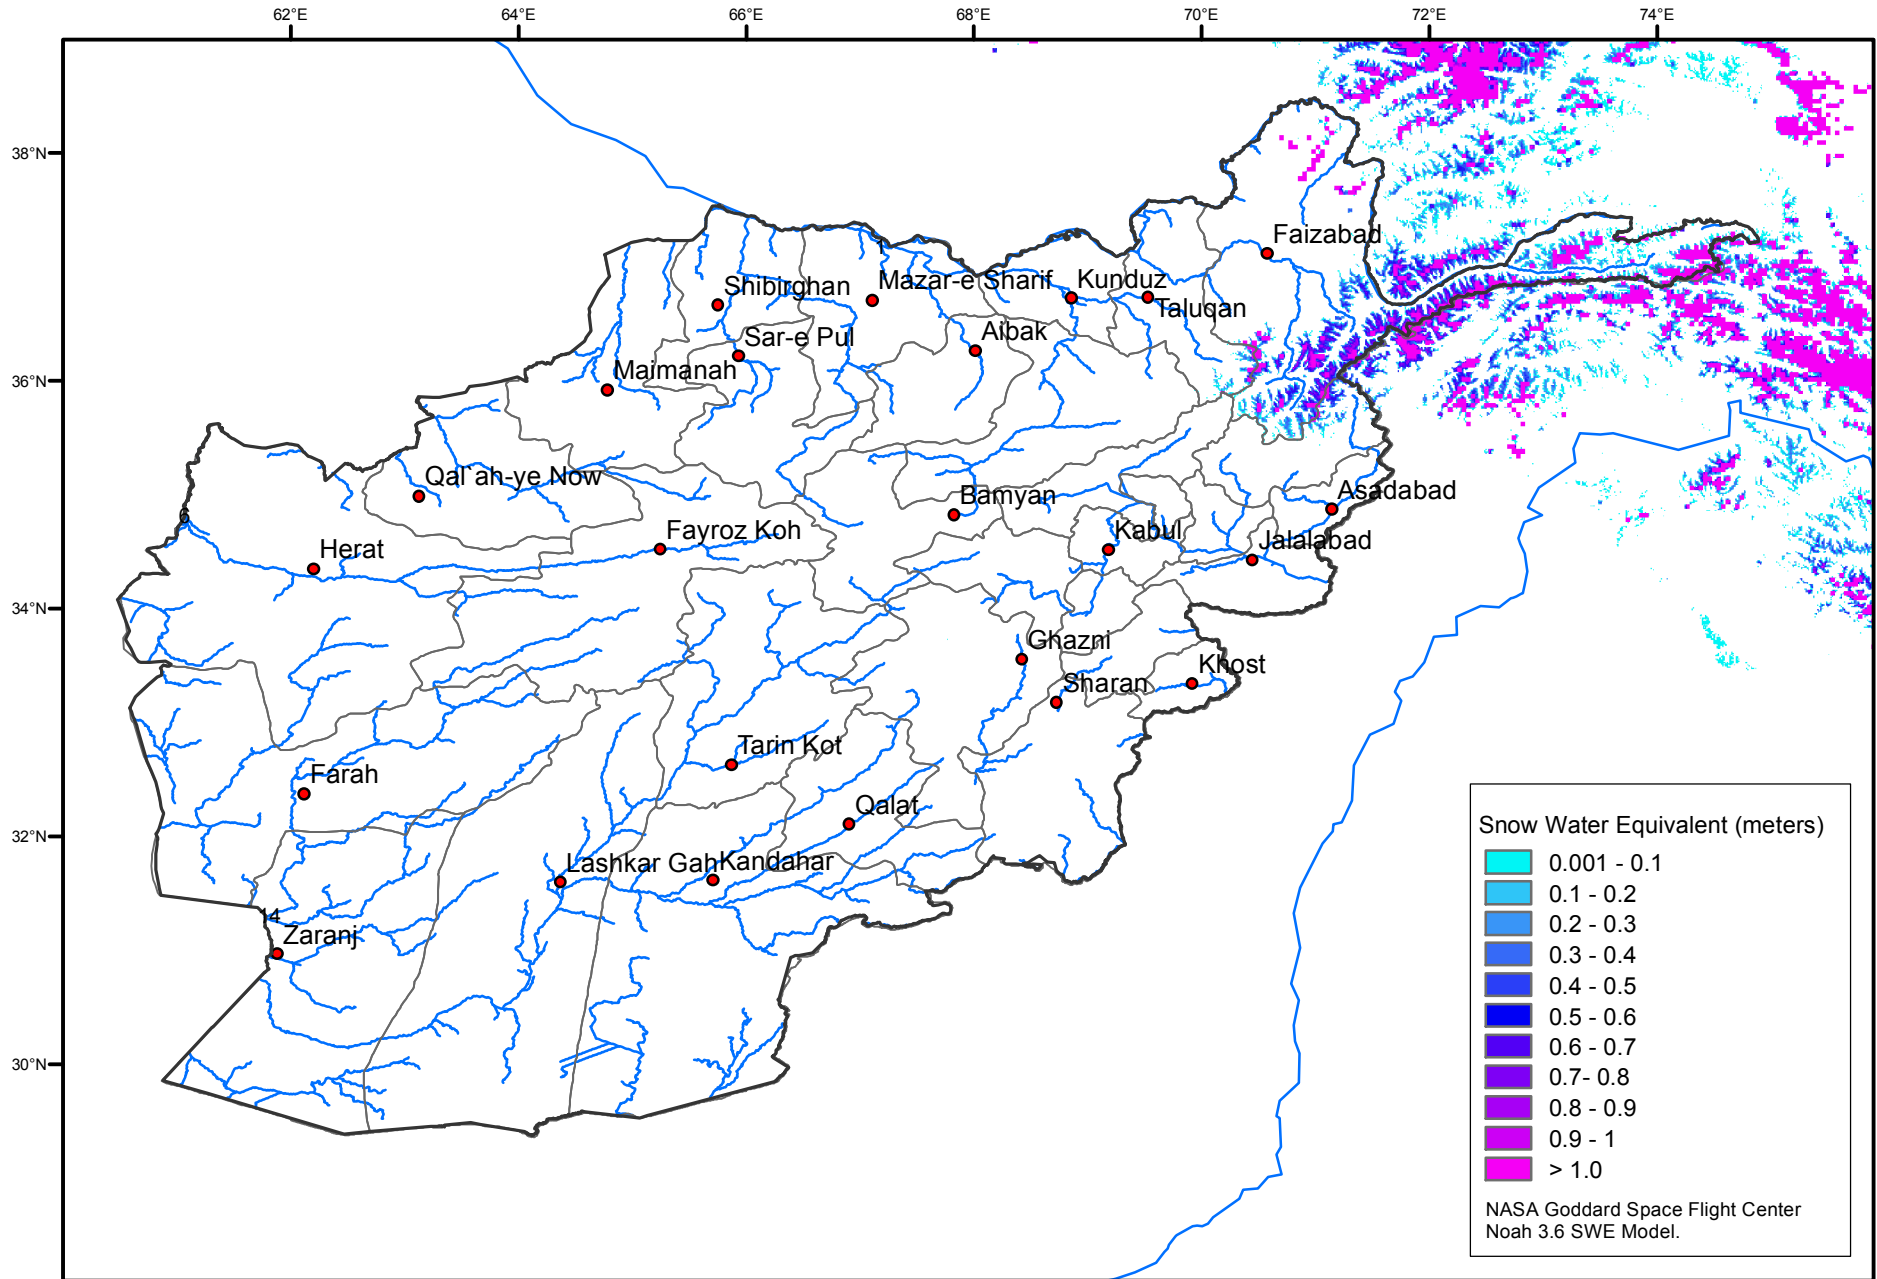 62°E 64°E 66°E 68°E 70°E 72°E 74°E
38°N
Faizabad
1
Shibirghan
Mazar-e Sharif
Kunduz
Taluqan
Sar-e Pul
Aibak
36°N
Maimanah
Qal`ah-ye Now
Bamyan
Asadabad
6
Herat
Fayroz Koh
Kabul
Jalalabad
34°N
Ghazni
Khost
Sharan
Tarin Kot
Farah
Qalat
32°N
Lashkar Gah
Kandahar
14
Zaranj
30°N
Snow Water Equivalent (meters)
0.001 - 0.1
0.1 - 0.2
0.2 - 0.3
0.3 - 0.4
0.4 - 0.5
0.5 - 0.6
0.6 - 0.7
0.7- 0.8
0.8 - 0.9
0.9 - 1
> 1.0
NASA Goddard Space Flight Center
Noah 3.6 SWE Model.